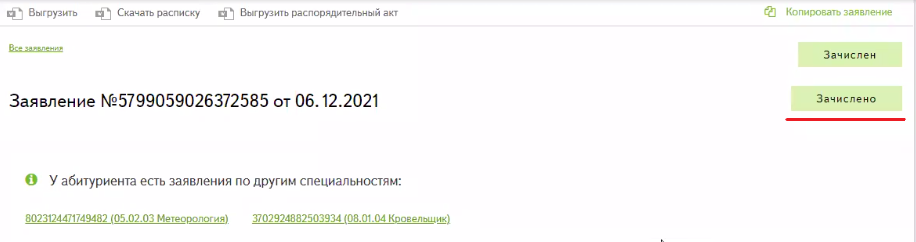 Выгрузить Скачать расписку Выгрузить распорядительный акт Копировать заявление
Все заявления
Зачислен
Заявление №5799059026372585 от 06.12.2021
Зачислено
У абитуриента есть заявления по другим специальностям:
8023124471749482 (05.02.03 Метеорология) 3702924882503934 (08.01.04 Кровельщик)